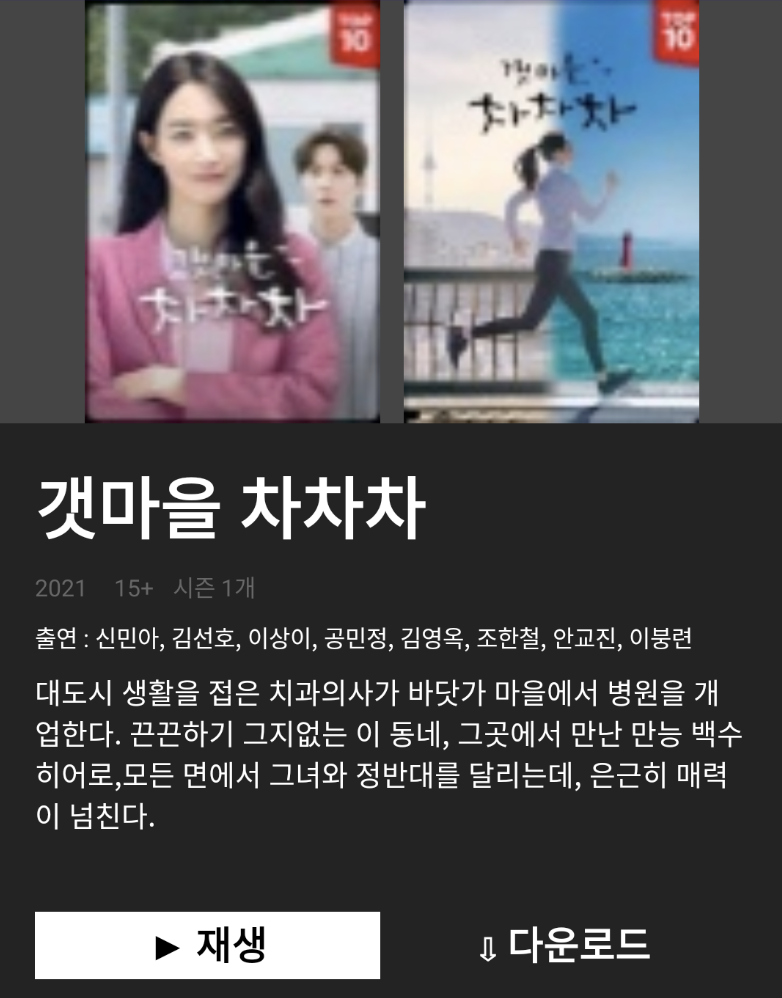 TOP
10
TOP
10
갯마을
차차차
갯마을
차차차
갯마을 차차차
2021 15+ 시즌 1개
출연 : 신민아, 김선호, 이상이, 공민정, 김영옥, 조한철, 안교진, 이붕련
대도시 생활을 접은 치과의사가 바닷가 마을에서 병원을 개
업한다. 끈끈하기 그지없는 이 동네, 그곳에서 만난 만능 백수
히어로,모든 면에서 그녀와 정반대를 달리는데, 은근히 매력
이 넘친다.
▶ 재생
⇩ 다운로드